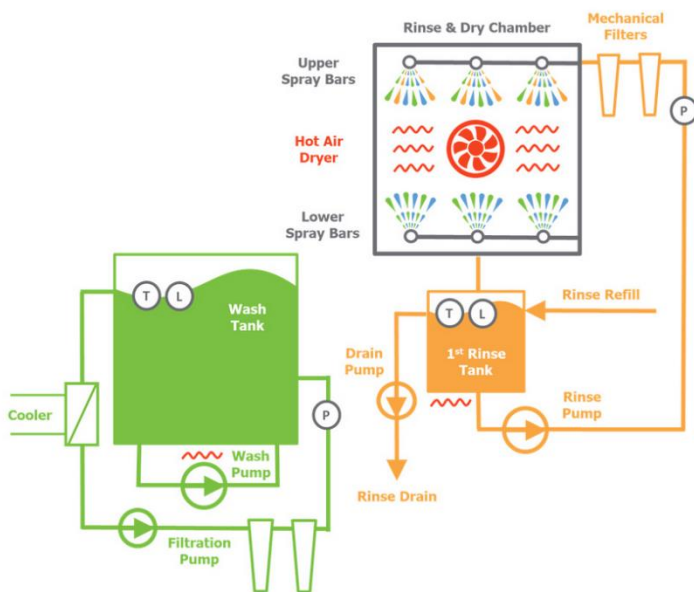 Rinse & Dry Chamber
Mechanical
Filters
Upper
Spray Bars
P
Hot Air
Dryer
Lower
Spray Bars
T
L
Wash
Tank
T
L
Rinse Refill
1st Rinse
Tank
Drain
Pump
Cooler
P
Rinse
Pump
Wash
Pump
Rinse Drain
Filtration
Pump